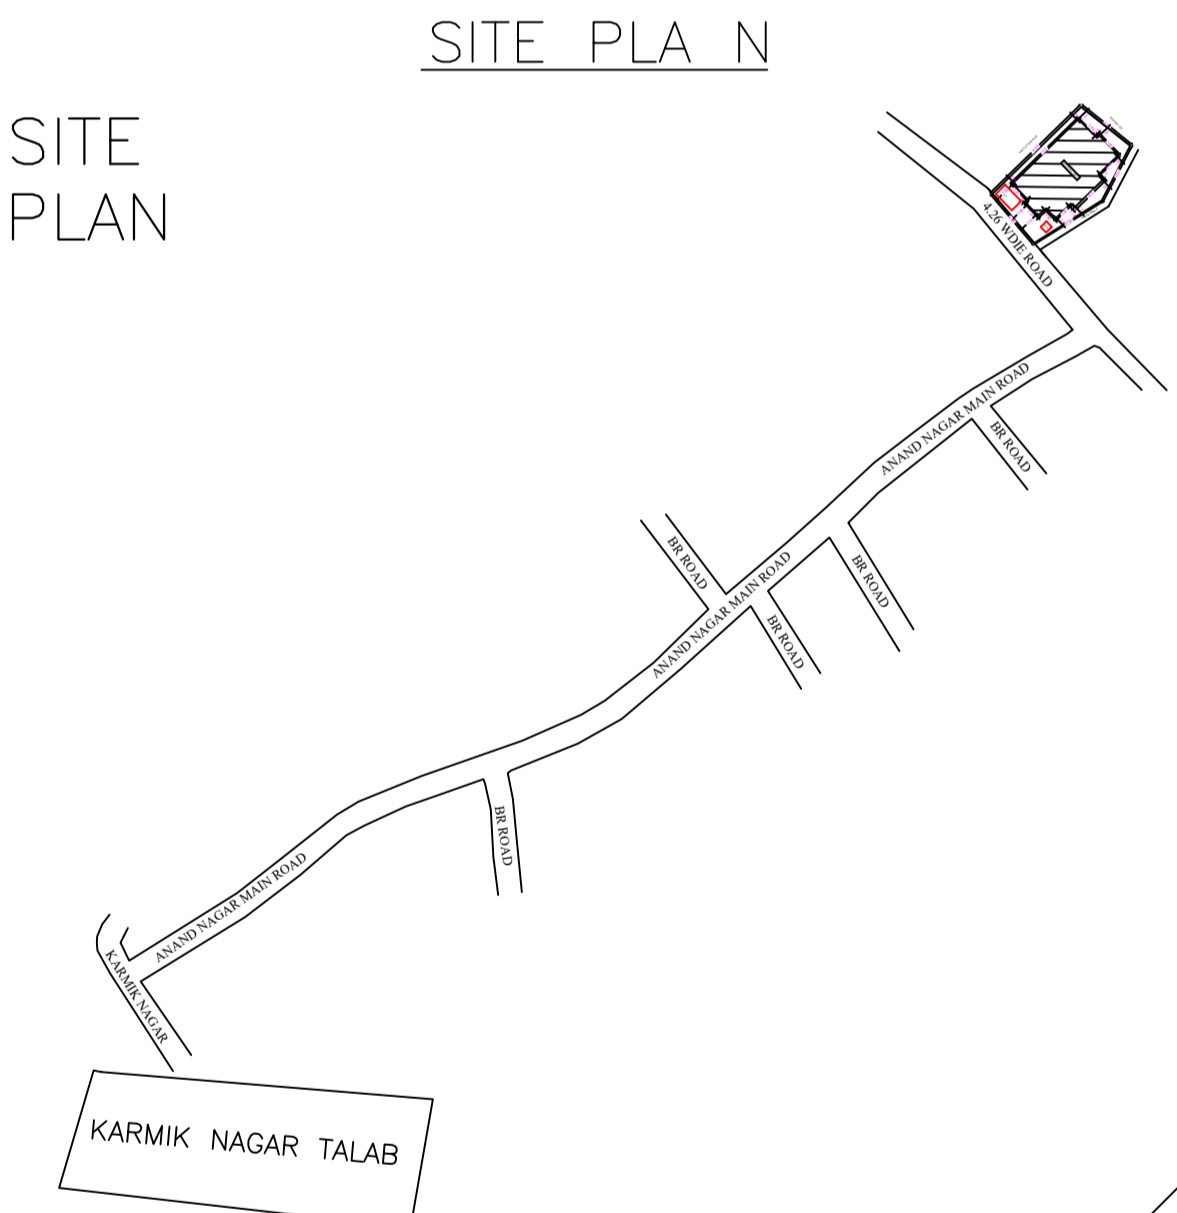 SITE PLA N
SITE
PLAN
4.26 WDIE ROAD
ANAND NAGAR MAIN ROAD
BR ROAD
BR ROAD
BR ROAD
ANAND NAGAR MAIN ROAD
BR ROAD
BR ROAD
ANAND NAGAR MAIN ROAD
KARMIK NAGAR
KARMIK NAGAR TALAB